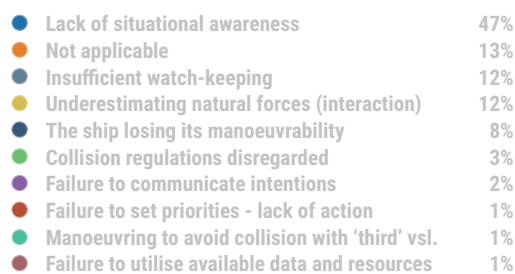 Lack of situational awareness 47%
Not applicable 13%
Insufficient watch-keeping 12%
Underestimating natural forces (interaction) 12%
The ship losing its manoeuvrability 8%
Collision regulations disregarded 3%
Failure to communicate intentions 2%
Failure to set priorities - lack of action 1%
Manoeuvring to avoid collision with ‘third’ vsl. 1%
Failure to utilise available data and resources 1%